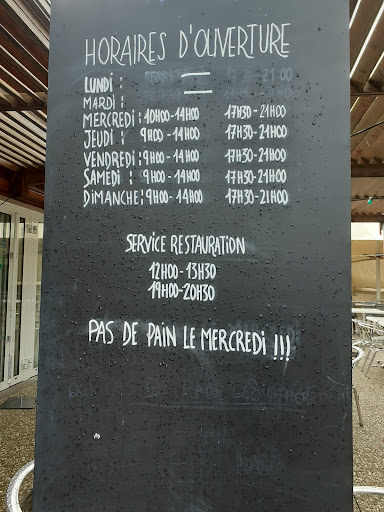 HORAIRES D'OUVERTURE
LUNDI :
MARDI :
MERCREDI : 10H00-14H00 17H30-21H00
JEUDI : 9H00-14H00 17H30-21H00
VENDREDI : 9H00-14H00 17H30-21H00
SAMEDI : 9H00-14H00 17H30-21H00
DIMANCHE : 9H00-14H00 17H30-21H00
SERVICE RESTAURATION
12H00-13H30
19H00-20H30
PAS DE PAIN LE MERCREDI !!!